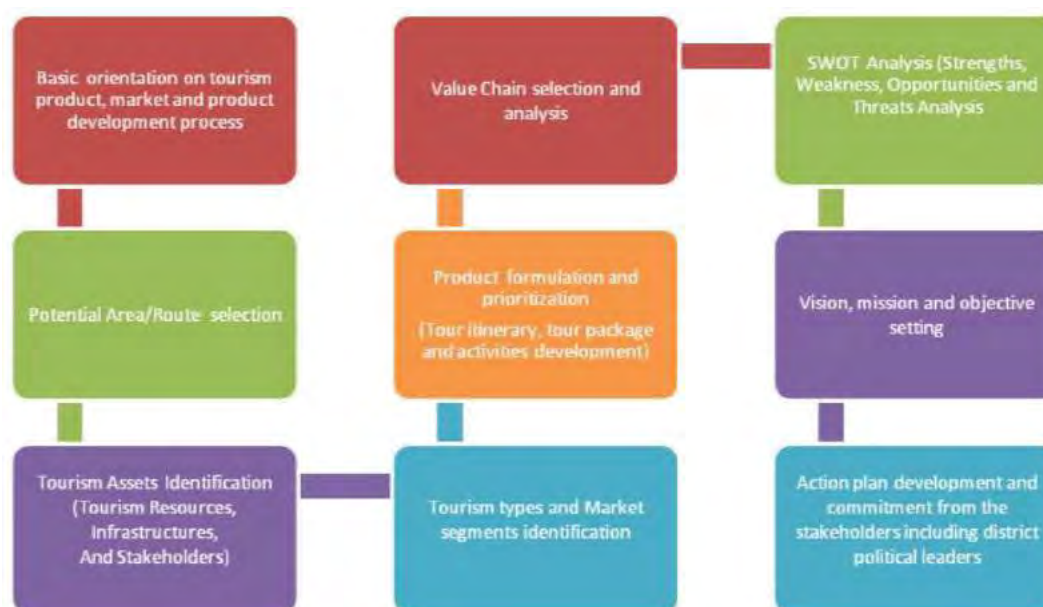 Basic orientation on tourism
product, market and product
development process
Potential Area/Route selection
Tourism Assets Identification
(Tourism Resources,
Infrastructures,
And Stakeholders)
Tourism types and Market
segments identification
Product formulation and
prioritization
(Tour itinerary, tour package
and activities development)
Value Chain selection and
analysis
SWOT Analysis (Strengths,
Weakness, Opportunities and
Threats Analysis
Vision, mission and objective
setting
Action plan development and
commitment from the
stakeholders including district
political leaders